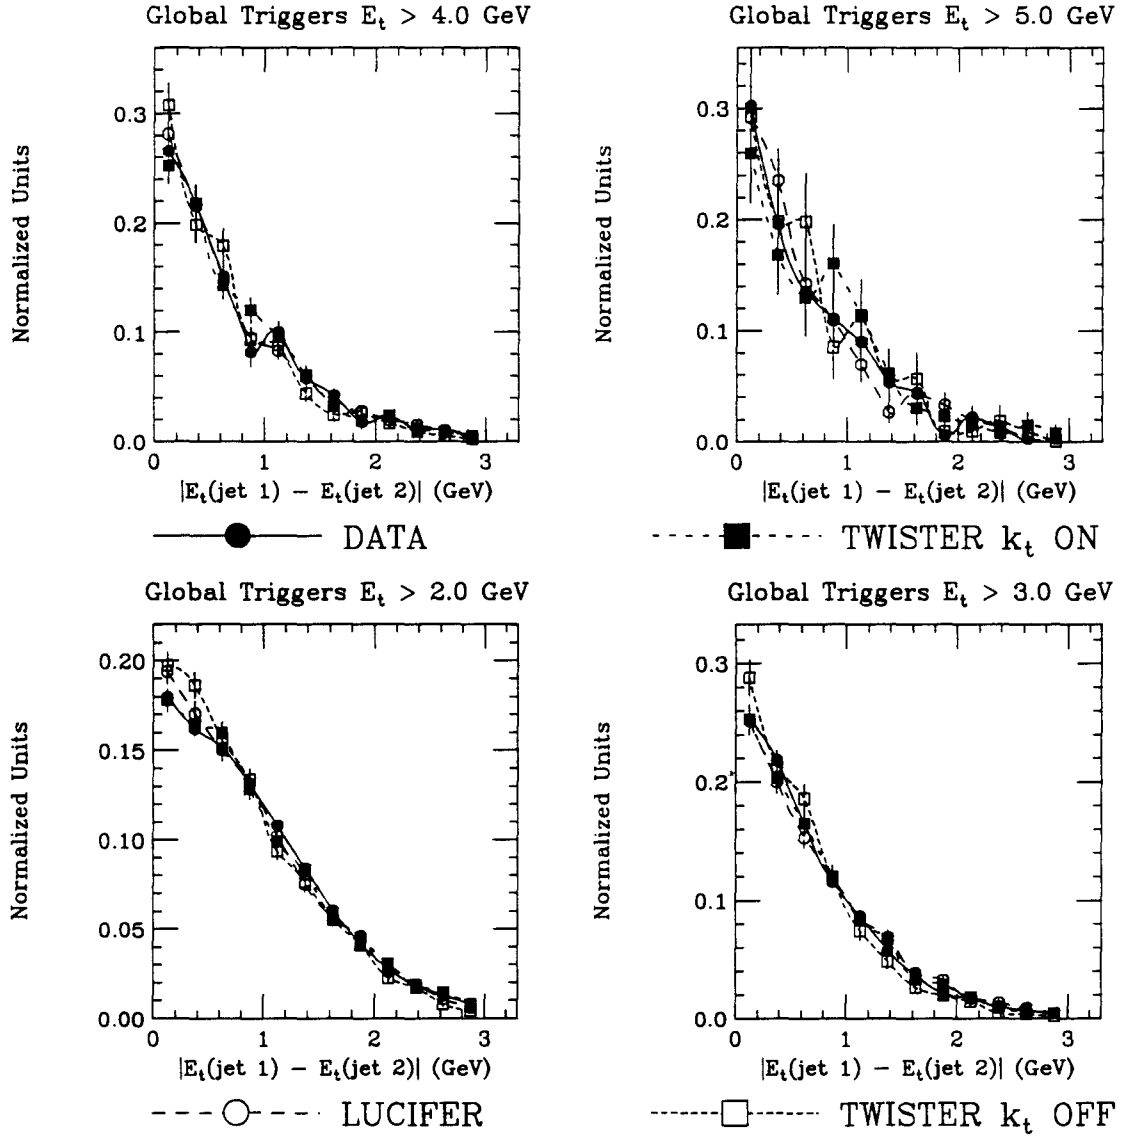 Global Triggers E_t > 4.0 GeV
Normalized Units
0.3
0.2
0.1
0.0
0 1 2 3
|E_t(jet 1) − E_t(jet 2)| (GeV)
Global Triggers E_t > 5.0 GeV
Normalized Units
0.3
0.2
0.1
0.0
0 1 2 3
|E_t(jet 1) − E_t(jet 2)| (GeV)
DATA
TWISTER k_t ON
Global Triggers E_t > 2.0 GeV
Normalized Units
0.20
0.15
0.10
0.05
0.00
0 1 2 3
|E_t(jet 1) − E_t(jet 2)| (GeV)
Global Triggers E_t > 3.0 GeV
Normalized Units
0.3
0.2
0.1
0.0
0 1 2 3
|E_t(jet 1) − E_t(jet 2)| (GeV)
LUCIFER
TWISTER k_t OFF